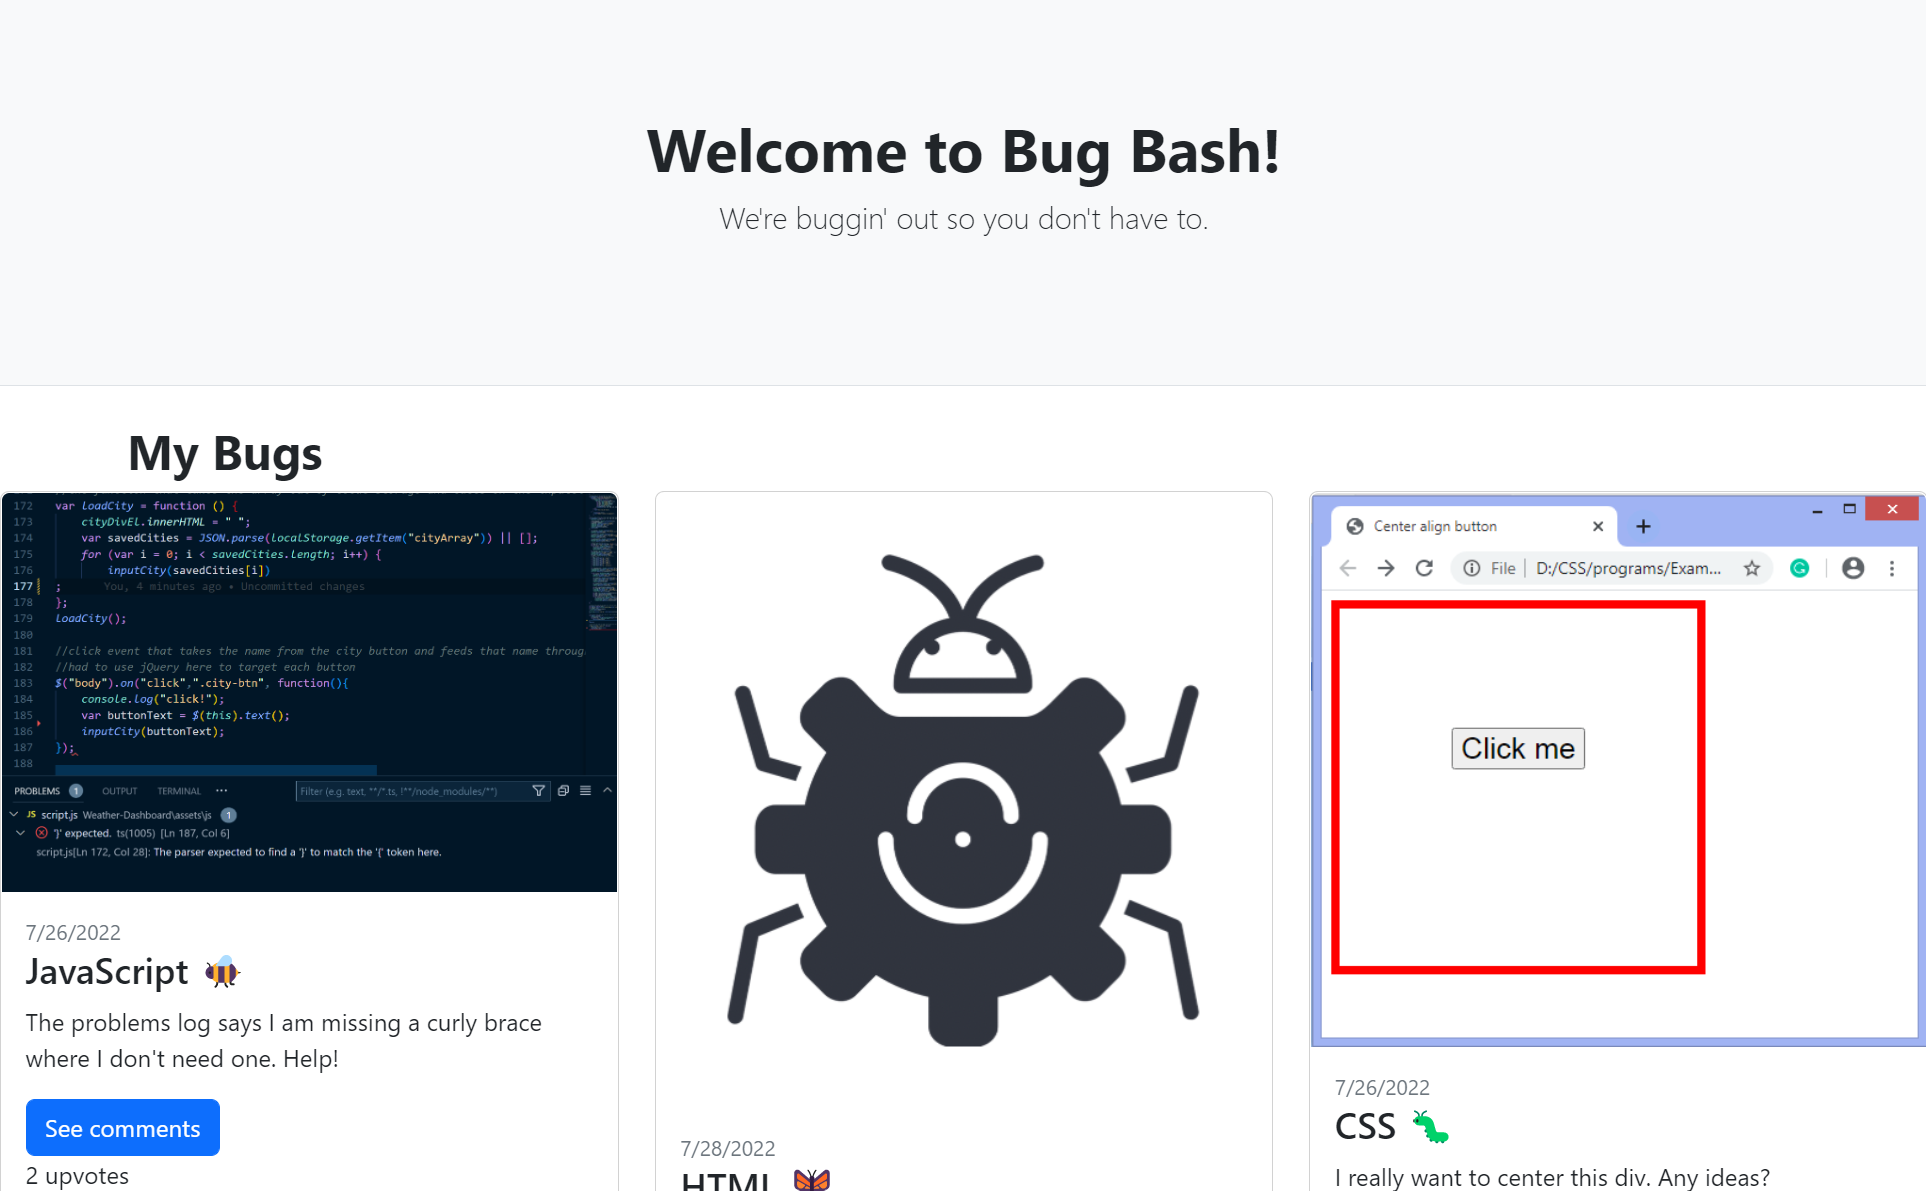 Welcome to Bug Bash!
We're buggin' out so you don't have to.
My Bugs
172 var loadCity = function () {
173 cityDivEl.innerHTML = " ";
174 var savedCities = JSON.parse(localStorage.getItem("cityArray")) || [];
175 for (var i = 0; i < savedCities.length; i++) {
176 inputCity(savedCities[i])
177 ; You, 4 minutes ago • Uncommitted changes
178 };
179 loadCity();
180
181 //click event that takes the name from the city button and feeds that name throug
182 //had to use jQuery here to target each button
183 $("body").on("click",".city-btn", function(){
184 console.log("click!");
185 var buttonText = $(this).text();
186 inputCity(buttonText);
187 });
188
PROBLEMS 1 OUTPUT TERMINAL ··· Filter (e.g. text, **/*.ts, !**/node_modules/**)
JS script.js Weather-Dashboard\assets\js 1
'}' expected. ts(1005) [Ln 187, Col 6]
script.js[Ln 172, Col 28]: The parser expected to find a '}' to match the '{' token here.
7/26/2022
JavaScript 🐝
The problems log says I am missing a curly brace
where I don't need one. Help!
See comments
2 upvotes
7/28/2022
HTML 🦋
Center align button
File | D:/CSS/programs/Exam...
Click me
7/26/2022
CSS 🐛
I really want to center this div. Any ideas?